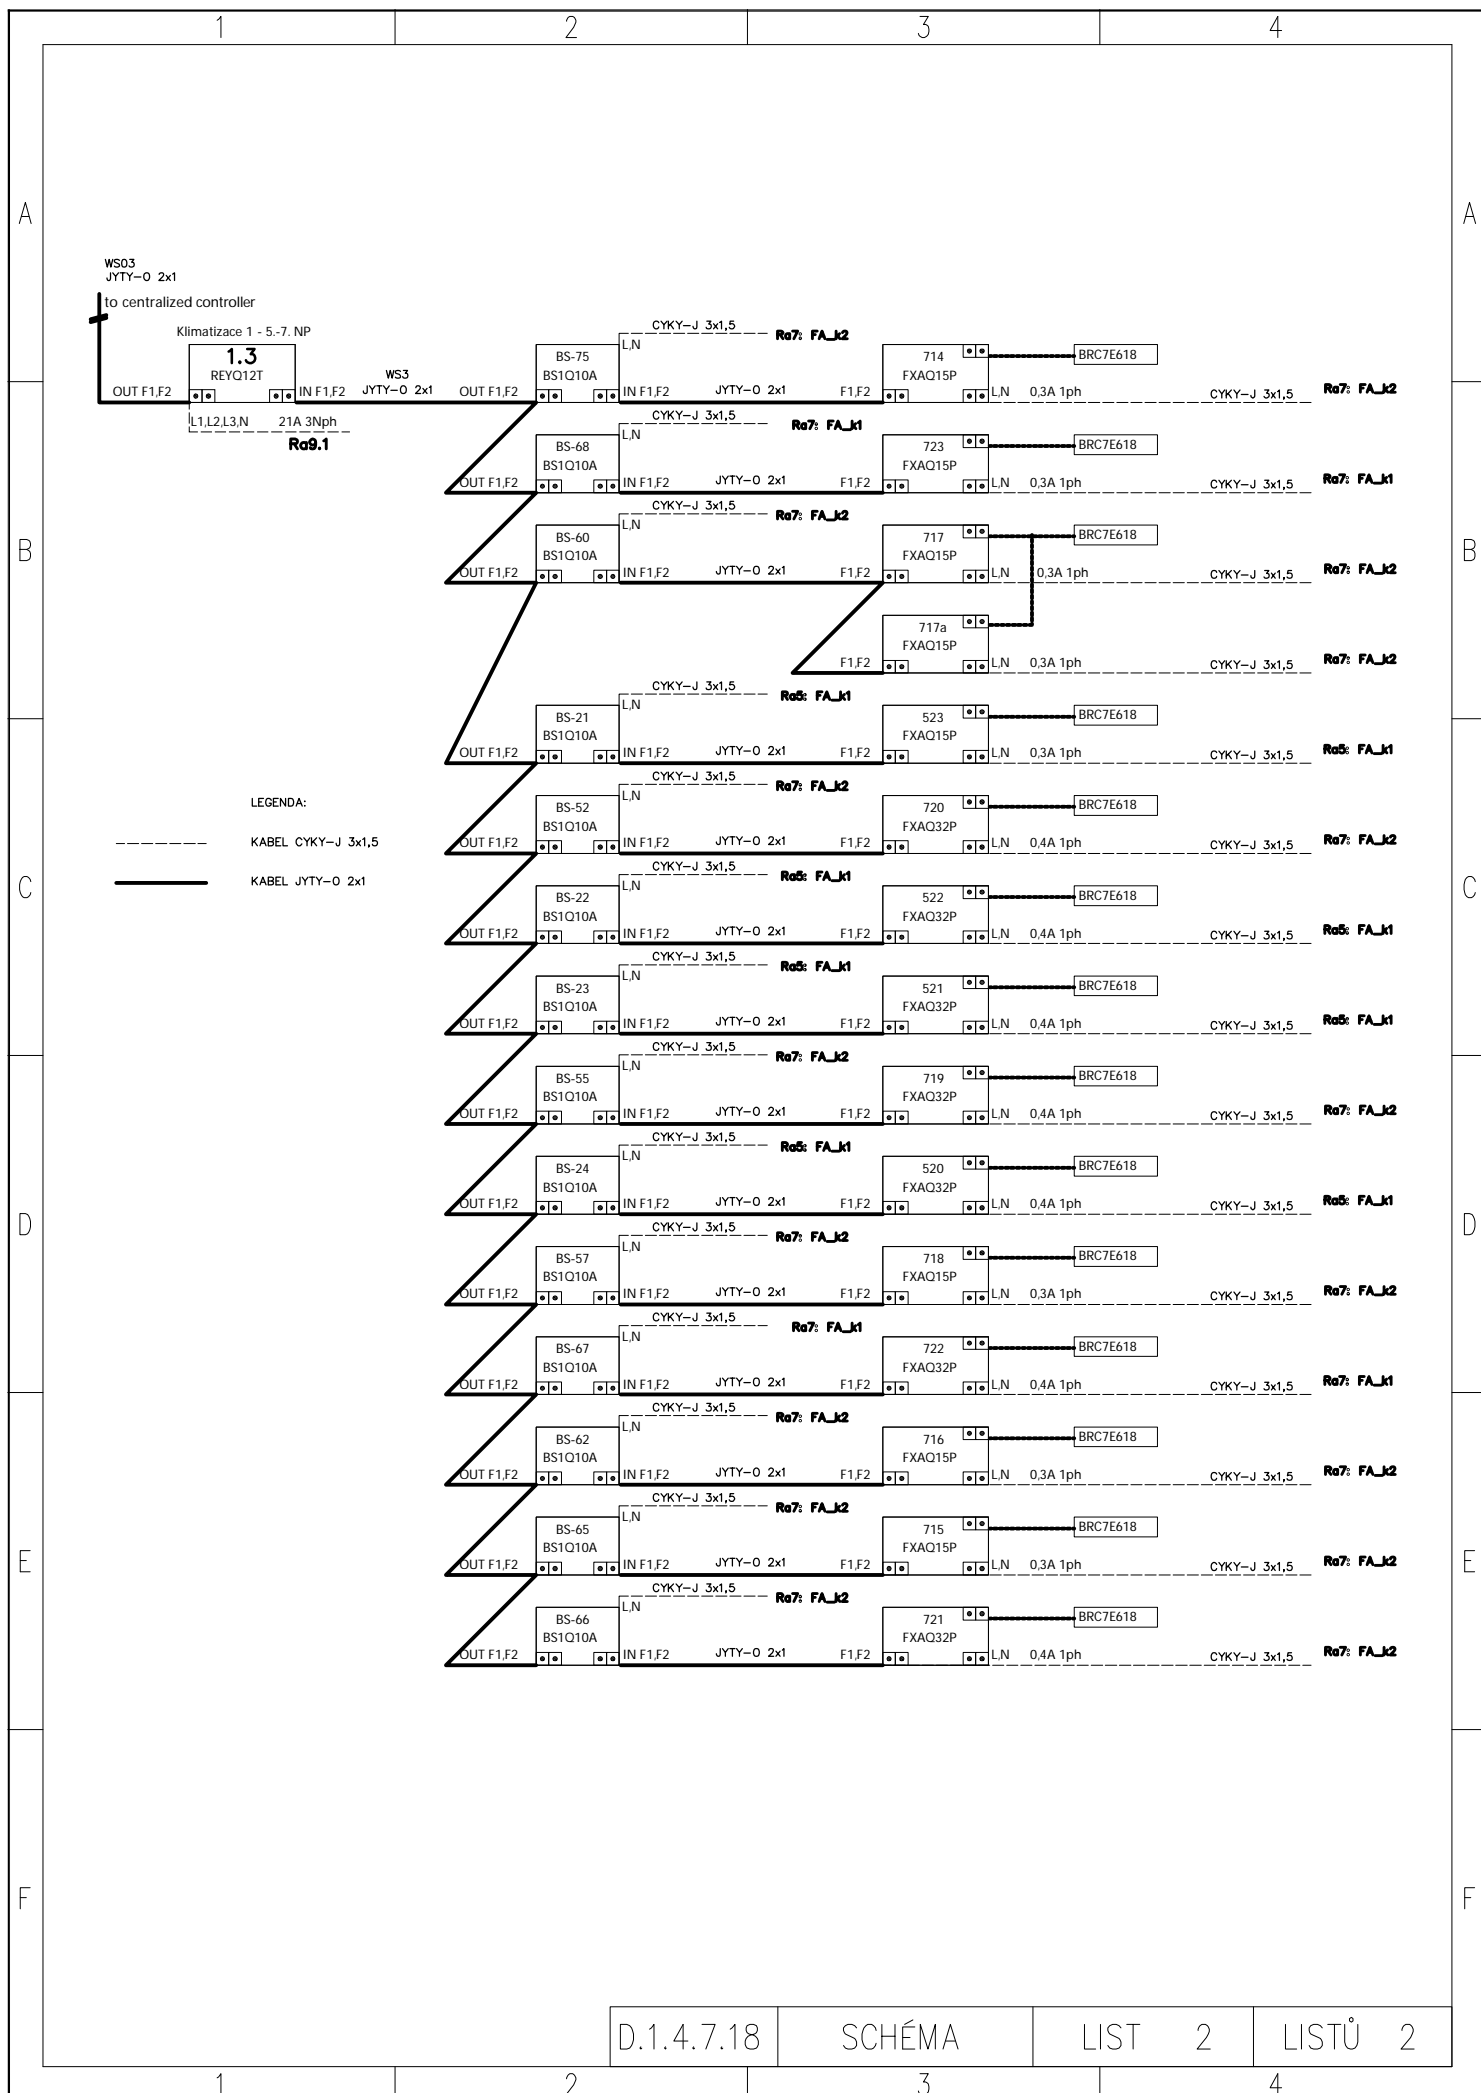 1 2 3 4
A A
WS03
JYTY-O 2x1
to centralized controller
Klimatizace 1 - 5.-7. NP
1.3
REYQ12T
OUT F1,F2
IN F1,F2
WS3
JYTY-O 2x1
L1,L2,L3,N 21A 3Nph
Ra9.1
CYKY-J 3x1,5 Ra7: FA_k2
L,N
BS-75
BS1Q10A
OUT F1,F2
IN F1,F2 JYTY-O 2x1 F1,F2
714
FXAQ15P
BRC7E618
L,N 0,3A 1ph CYKY-J 3x1,5 Ra7: FA_k2
CYKY-J 3x1,5 Ra7: FA_k1
L,N
BS-68
BS1Q10A
OUT F1,F2
IN F1,F2 JYTY-O 2x1 F1,F2
723
FXAQ15P
BRC7E618
L,N 0,3A 1ph CYKY-J 3x1,5 Ra7: FA_k1
B B
CYKY-J 3x1,5 Ra7: FA_k2
L,N
BS-60
BS1Q10A
OUT F1,F2
IN F1,F2 JYTY-O 2x1 F1,F2
717
FXAQ15P
BRC7E618
L,N 0,3A 1ph CYKY-J 3x1,5 Ra7: FA_k2
717a
FXAQ15P
F1,F2
L,N 0,3A 1ph CYKY-J 3x1,5 Ra7: FA_k2
CYKY-J 3x1,5 Ra5: FA_k1
L,N
BS-21
BS1Q10A
OUT F1,F2
IN F1,F2 JYTY-O 2x1 F1,F2
523
FXAQ15P
BRC7E618
L,N 0,3A 1ph CYKY-J 3x1,5 Ra5: FA_k1
LEGENDA:
KABEL CYKY-J 3x1,5
KABEL JYTY-O 2x1
CYKY-J 3x1,5 Ra7: FA_k2
L,N
BS-52
BS1Q10A
OUT F1,F2
IN F1,F2 JYTY-O 2x1 F1,F2
720
FXAQ32P
BRC7E618
L,N 0,4A 1ph CYKY-J 3x1,5 Ra7: FA_k2
C C
CYKY-J 3x1,5 Ra5: FA_k1
L,N
BS-22
BS1Q10A
OUT F1,F2
IN F1,F2 JYTY-O 2x1 F1,F2
522
FXAQ32P
BRC7E618
L,N 0,4A 1ph CYKY-J 3x1,5 Ra5: FA_k1
CYKY-J 3x1,5 Ra5: FA_k1
L,N
BS-23
BS1Q10A
OUT F1,F2
IN F1,F2 JYTY-O 2x1 F1,F2
521
FXAQ32P
BRC7E618
L,N 0,4A 1ph CYKY-J 3x1,5 Ra5: FA_k1
CYKY-J 3x1,5 Ra7: FA_k2
L,N
BS-55
BS1Q10A
OUT F1,F2
IN F1,F2 JYTY-O 2x1 F1,F2
719
FXAQ32P
BRC7E618
L,N 0,4A 1ph CYKY-J 3x1,5 Ra7: FA_k2
CYKY-J 3x1,5 Ra5: FA_k1
L,N
BS-24
BS1Q10A
OUT F1,F2
IN F1,F2 JYTY-O 2x1 F1,F2
520
FXAQ32P
BRC7E618
L,N 0,4A 1ph CYKY-J 3x1,5 Ra5: FA_k1
D D
CYKY-J 3x1,5 Ra7: FA_k2
L,N
BS-57
BS1Q10A
OUT F1,F2
IN F1,F2 JYTY-O 2x1 F1,F2
718
FXAQ15P
BRC7E618
L,N 0,3A 1ph CYKY-J 3x1,5 Ra7: FA_k2
CYKY-J 3x1,5 Ra7: FA_k1
L,N
BS-67
BS1Q10A
OUT F1,F2
IN F1,F2 JYTY-O 2x1 F1,F2
722
FXAQ32P
BRC7E618
L,N 0,4A 1ph CYKY-J 3x1,5 Ra7: FA_k1
CYKY-J 3x1,5 Ra7: FA_k2
L,N
BS-62
BS1Q10A
OUT F1,F2
IN F1,F2 JYTY-O 2x1 F1,F2
716
FXAQ15P
BRC7E618
L,N 0,3A 1ph CYKY-J 3x1,5 Ra7: FA_k2
CYKY-J 3x1,5 Ra7: FA_k2
L,N
BS-65
BS1Q10A
OUT F1,F2
IN F1,F2 JYTY-O 2x1 F1,F2
715
FXAQ15P
BRC7E618
L,N 0,3A 1ph CYKY-J 3x1,5 Ra7: FA_k2
E E
CYKY-J 3x1,5 Ra7: FA_k2
L,N
BS-66
BS1Q10A
OUT F1,F2
IN F1,F2 JYTY-O 2x1 F1,F2
721
FXAQ32P
BRC7E618
L,N 0,4A 1ph CYKY-J 3x1,5 Ra7: FA_k2
F F
D.1.4.7.18 SCHÉMA LIST 2 LISTŮ 2
1 2 3 4